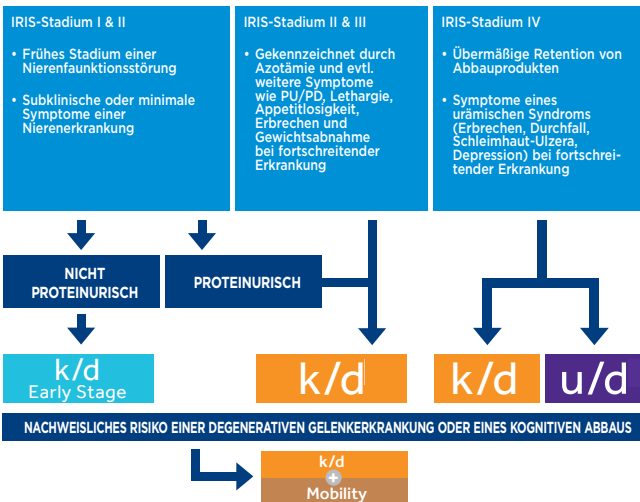 IRIS-Stadium I & II
• Frühes Stadium einer
Nierenfaunktionsstörung
• Subklinische oder minimale
Symptome einer
Nierenerkrankung
IRIS-Stadium II & III
• Gekennzeichnet durch
Azotämie und evtl.
weitere Symptome
wie PU/PD, Lethargie,
Appetitlosigkeit,
Erbrechen und
Gewichtsabnahme
bei fortschreitender
Erkrankung
IRIS-Stadium IV
• Übermäßige Retention von
Abbauprodukten
• Symptome eines
urämischen Syndroms
(Erbrechen, Durchfall,
Schleimhaut-Ulzera,
Depression) bei fortschrei-
tender Erkrankung
NICHT
PROTEINURISCH
PROTEINURISCH
k/d
Early Stage
k/d
k/d
u/d
NACHWEISLICHES RISIKO EINER DEGENERATIVEN GELENKERKRANKUNG ODER EINES KOGNITIVEN ABBAUS
k/d
+
Mobility